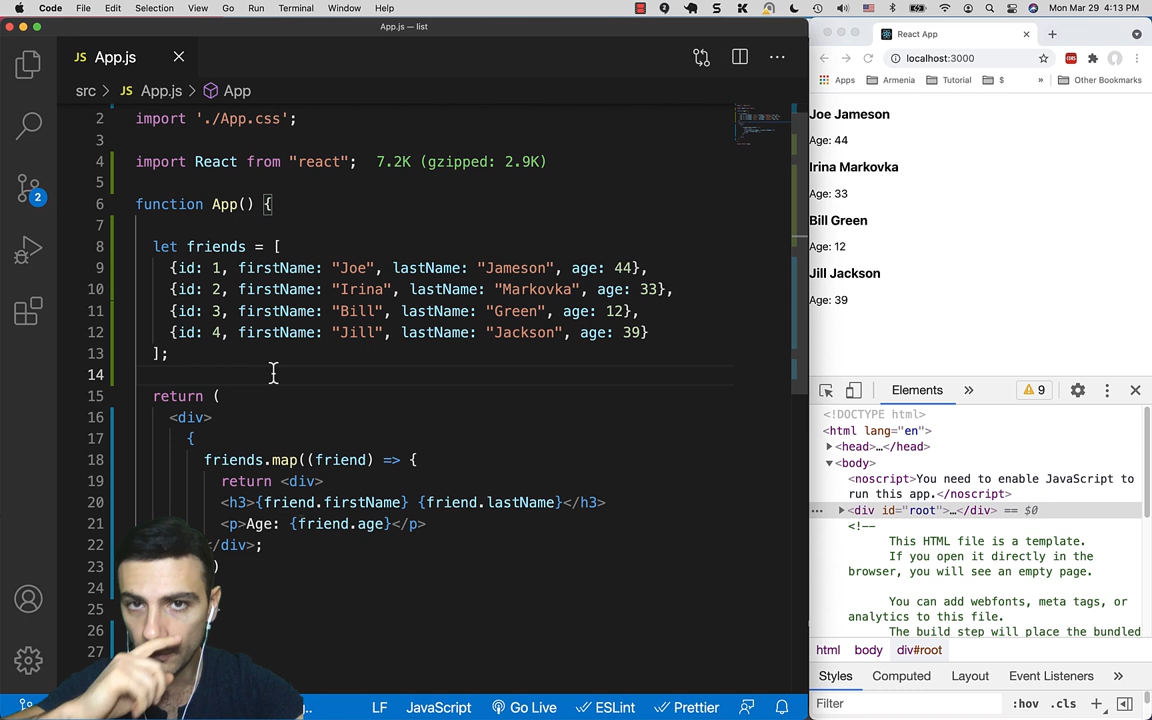 Code File Edit Selection View Go Run Terminal Window Help Mon Mar 29 4:13 PM
App.js — list
JS App.js
src > JS App.js > App
2 import './App.css';
3
4 import React from "react"; 7.2K (gzipped: 2.9K)
5
6 function App() {
7
8 let friends = [
9 {id: 1, firstName: "Joe", lastName: "Jameson", age: 44},
10 {id: 2, firstName: "Irina", lastName: "Markovka", age: 33},
11 {id: 3, firstName: "Bill", lastName: "Green", age: 12},
12 {id: 4, firstName: "Jill", lastName: "Jackson", age: 39}
13 ];
14
15 return (
16 <div>
17 {
18 friends.map((friend) => {
19 return <div>
20 <h3>{friend.firstName} {friend.lastName}</h3>
21 <p>Age: {friend.age}</p>
22 </div>;
23 )
24
25
26
27
2
LF JavaScript Go Live ESLint Prettier
React App
localhost:3000
Apps Armenia Tutorial $ » Other Bookmarks
Joe Jameson
Age: 44
Irina Markovka
Age: 33
Bill Green
Age: 12
Jill Jackson
Age: 39
Elements » 9
<!DOCTYPE html>
<html lang="en">
<head>…</head>
<body>
<noscript>You need to enable JavaScript to
run this app.</noscript>
<div id="root">…</div> == $0
<!--
This HTML file is a template.
If you open it directly in the
browser, you will see an empty page.
You can add webfonts, meta tags, or
analytics to this file.
The build step will place the bundled
html body div#root
Styles Computed Layout Event Listeners »
Filter :hov .cls +